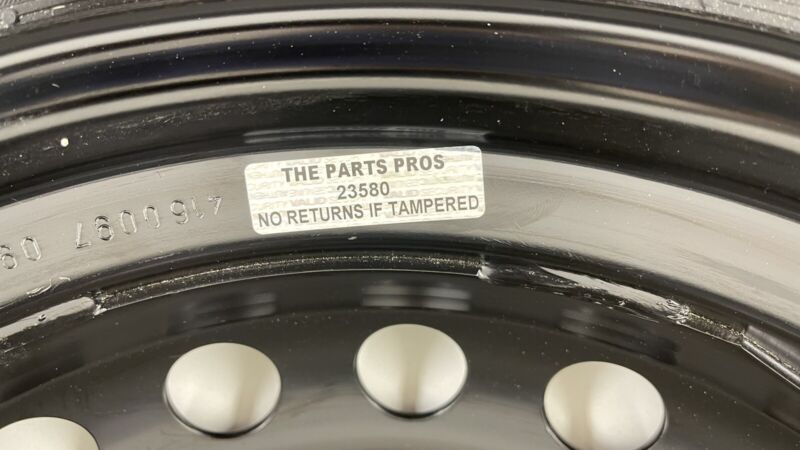 THE PARTS PROS
23580
NO RETURNS IF TAMPERED